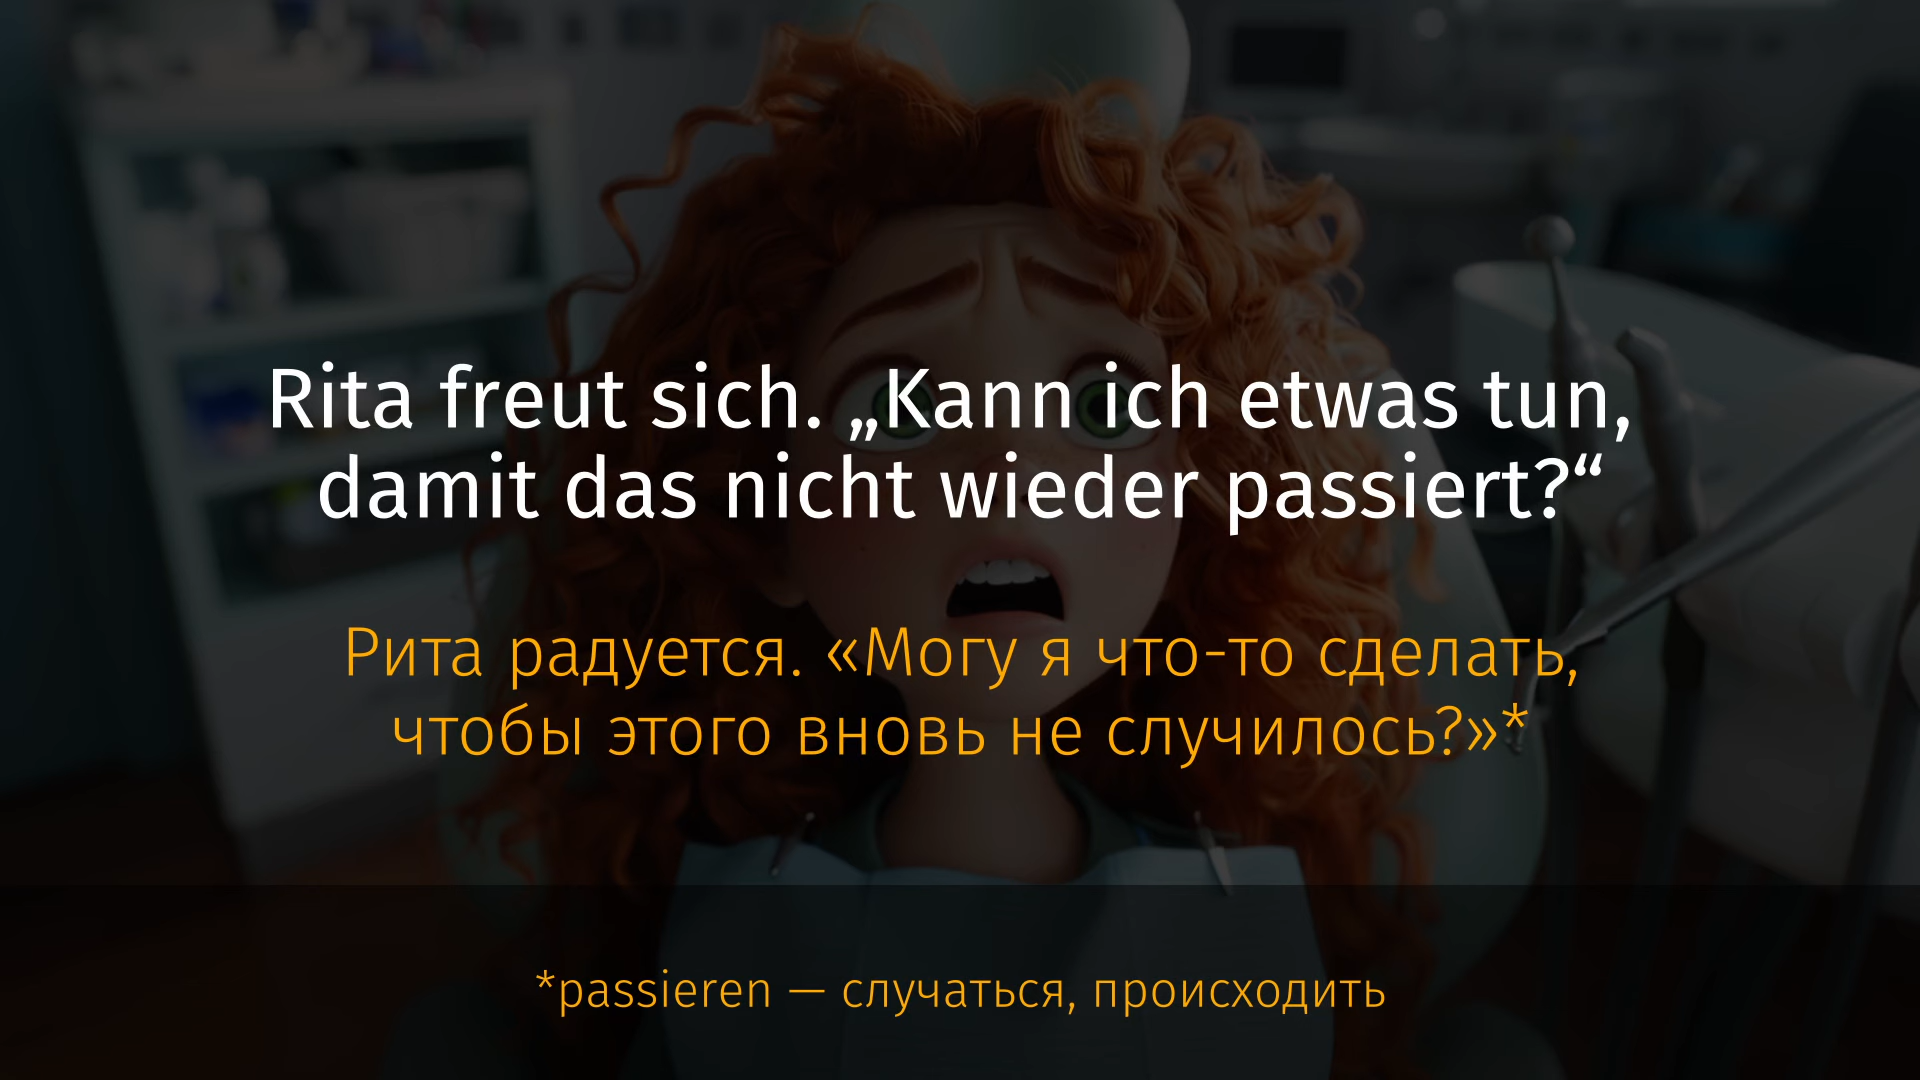 Rita freut sich. „Kann ich etwas tun,
damit das nicht wieder passiert?“
Рита радуется. «Могу я что-то сделать,
чтобы этого вновь не случилось?»*
*passieren — случаться, происходить